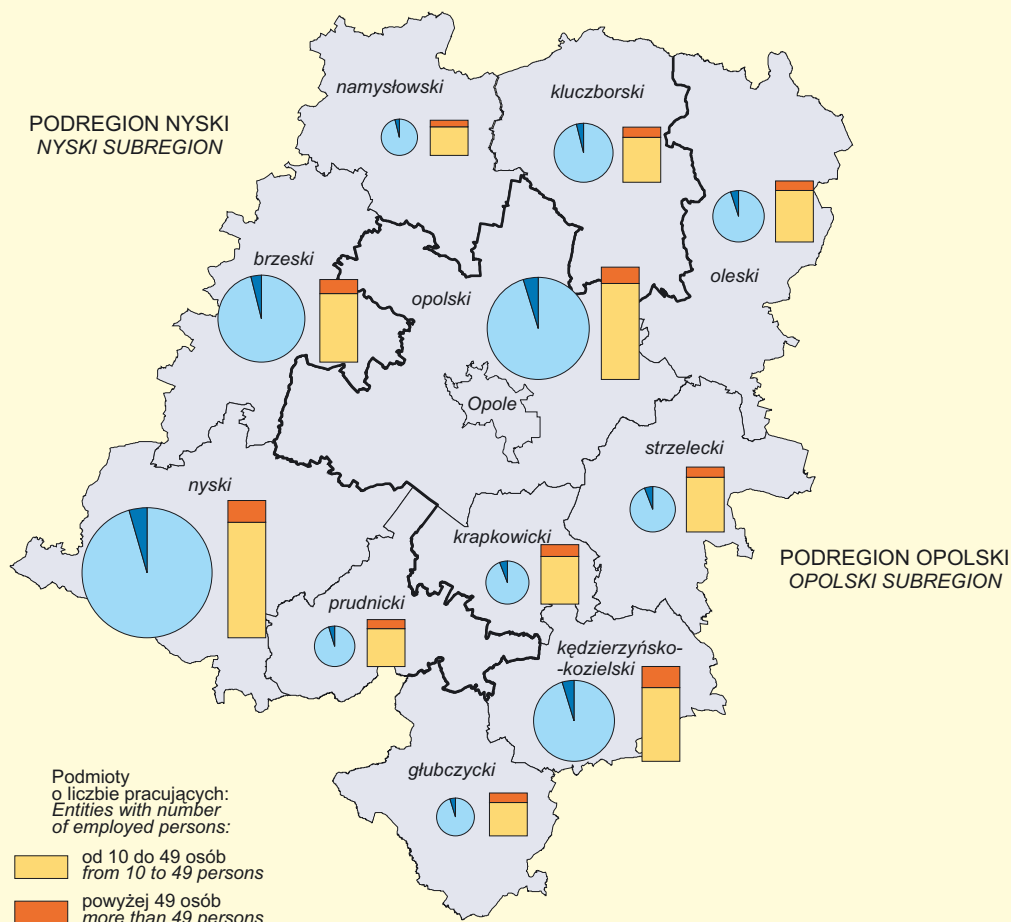 namysłowski
kluczborski
PODREGION NYSKI
NYSKI SUBREGION
brzeski
opolski
oleski
Opole
strzelecki
nyski
krapkowicki
PODREGION OPOLSKI
OPOLSKI SUBREGION
prudnicki
kędzierzyńsko-
-kozielski
głubczycki
Podmioty
o liczbie pracujących:
Entities with number
of employed persons:
od 10 do 49 osób
from 10 to 49 persons
powyżej 49 osób
more than 49 persons